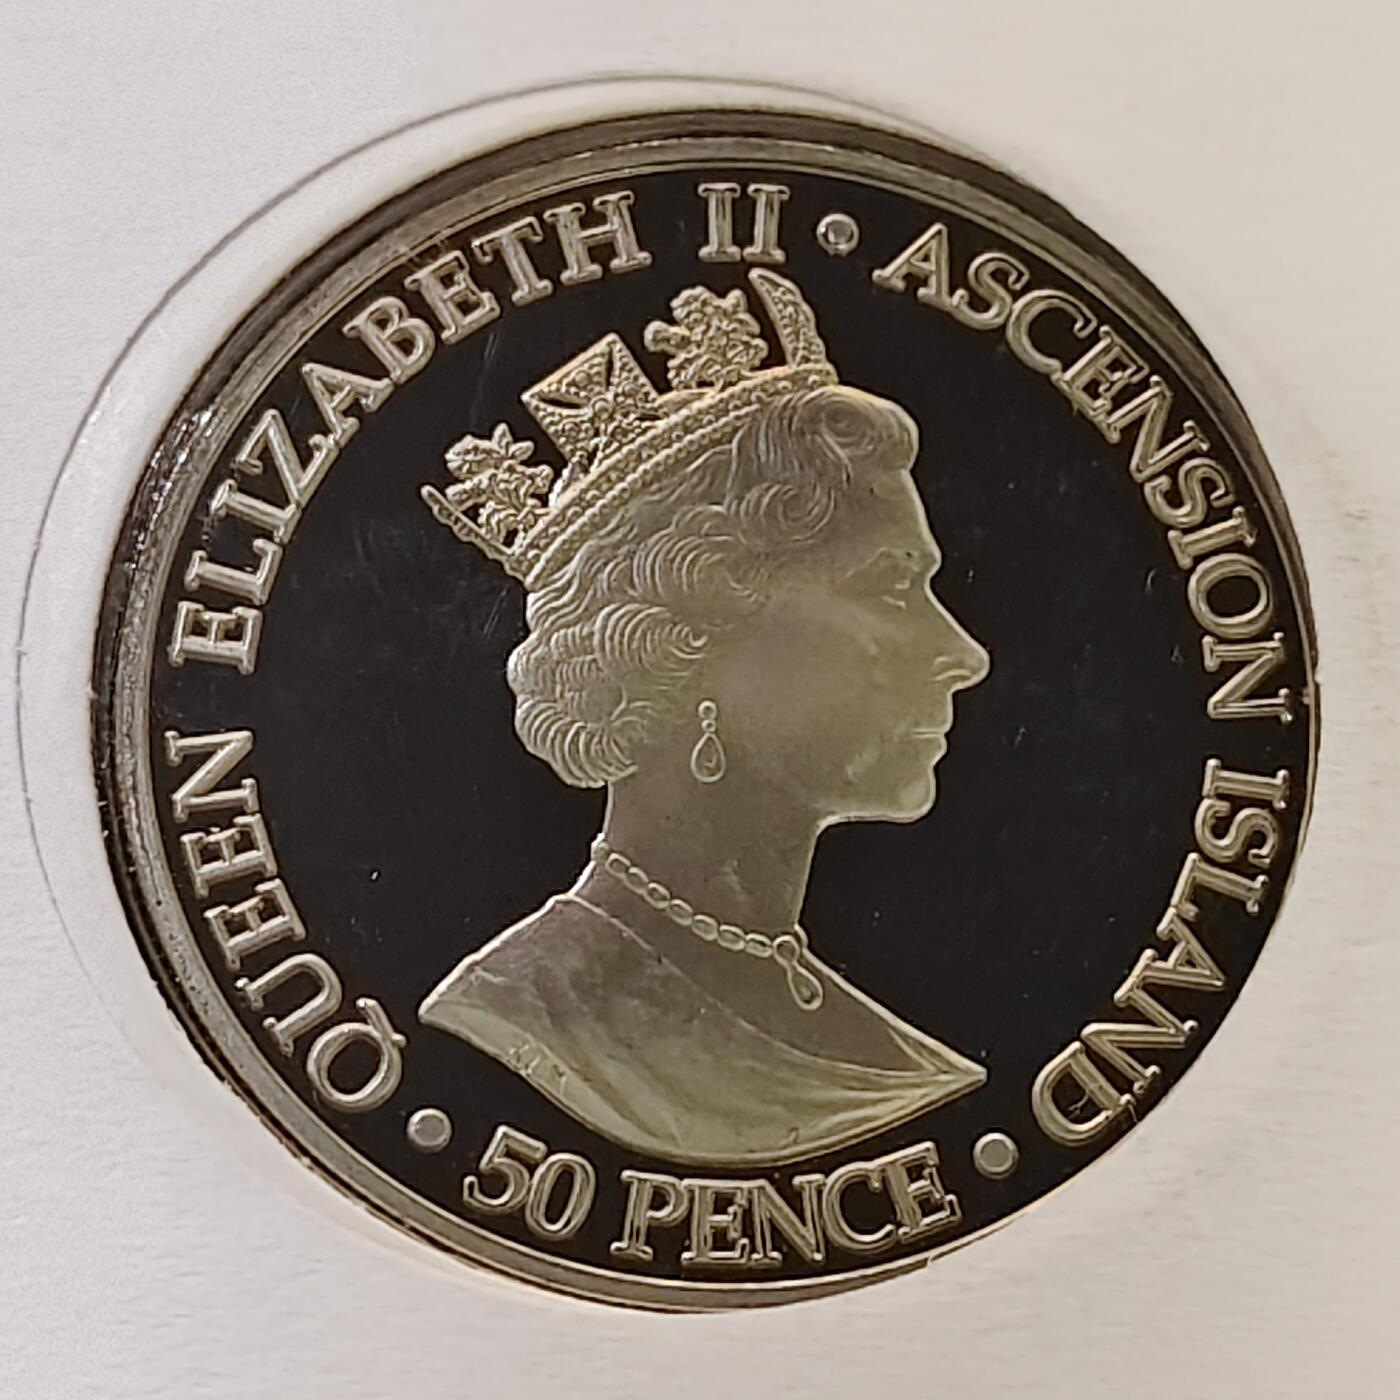 QUEEN ELIZABETH II • ASCENSION ISLAND
• 50 PENCE •